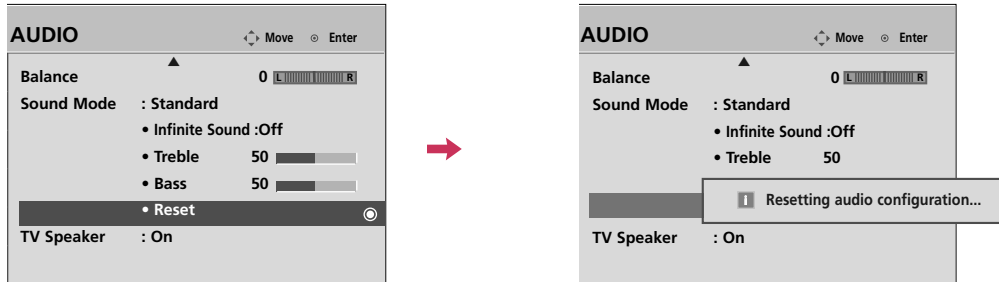 AUDIO Move Enter
Balance 0 L R
Sound Mode : Standard
• Infinite Sound :Off
• Treble 50
• Bass 50
• Reset
TV Speaker : On
AUDIO Move Enter
Balance 0 L R
Sound Mode : Standard
• Infinite Sound :Off
• Treble 50
i Resetting audio configuration...
TV Speaker : On